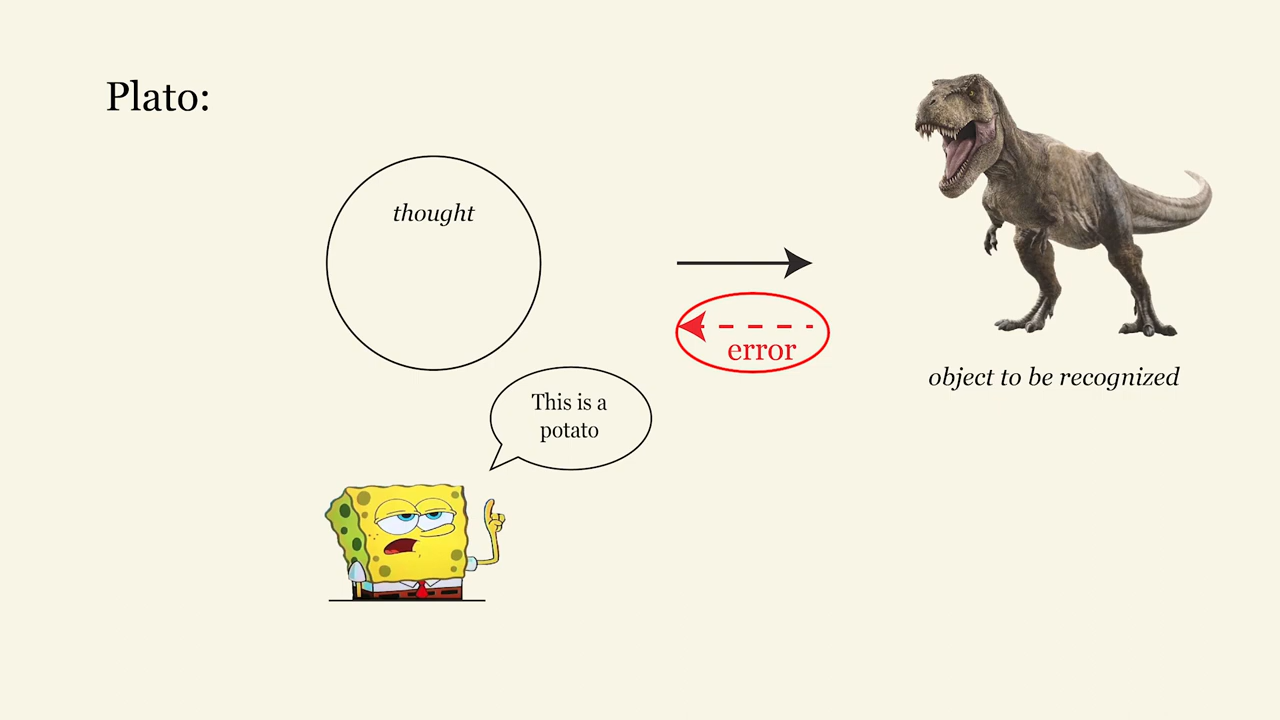 Plato:
thought
error
This is a
potato
object to be recognized